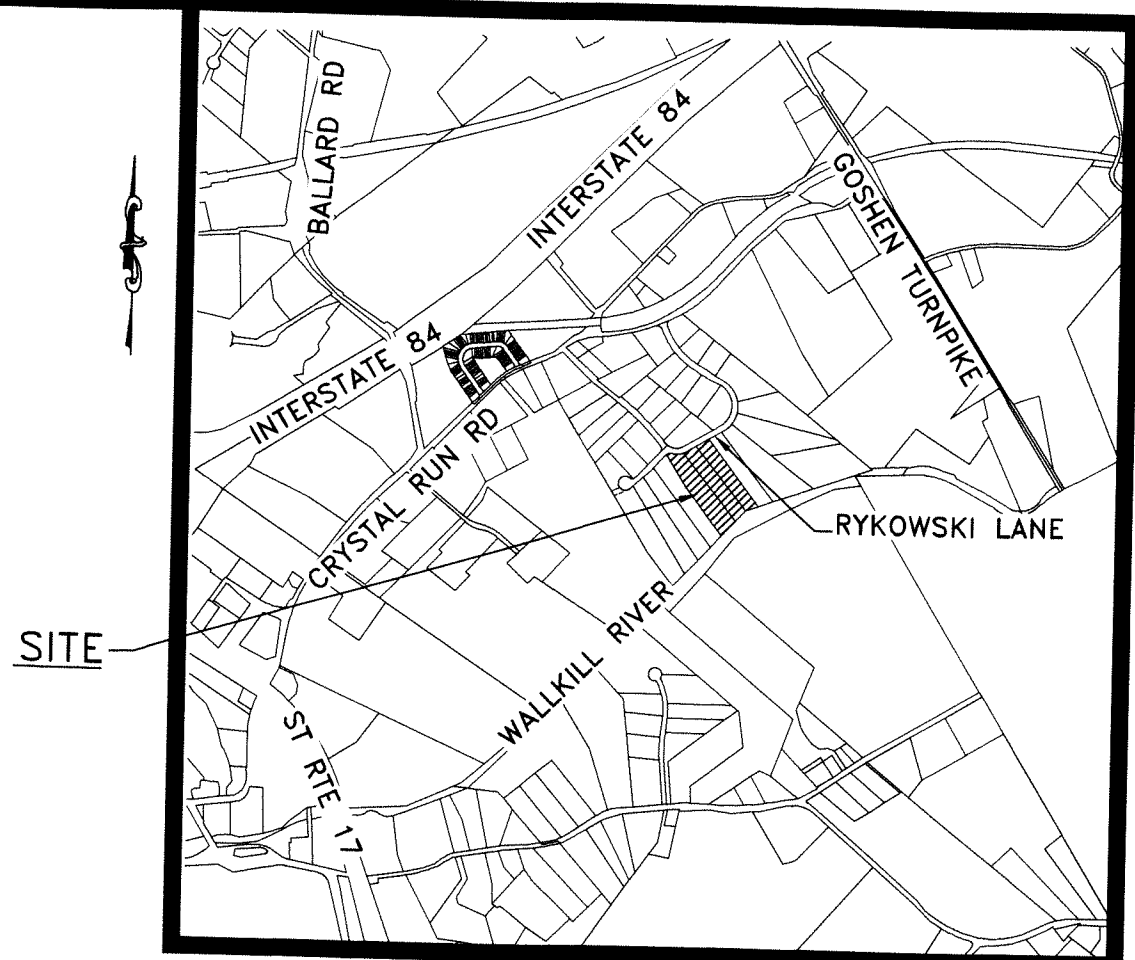 BALLARD RD
INTERSTATE 84
GOSHEN TURNPIKE
INTERSTATE 84
CRYSTAL RUN RD
RYKOWSKI LANE
SITE
WALLKILL RIVER
ST RTE 17